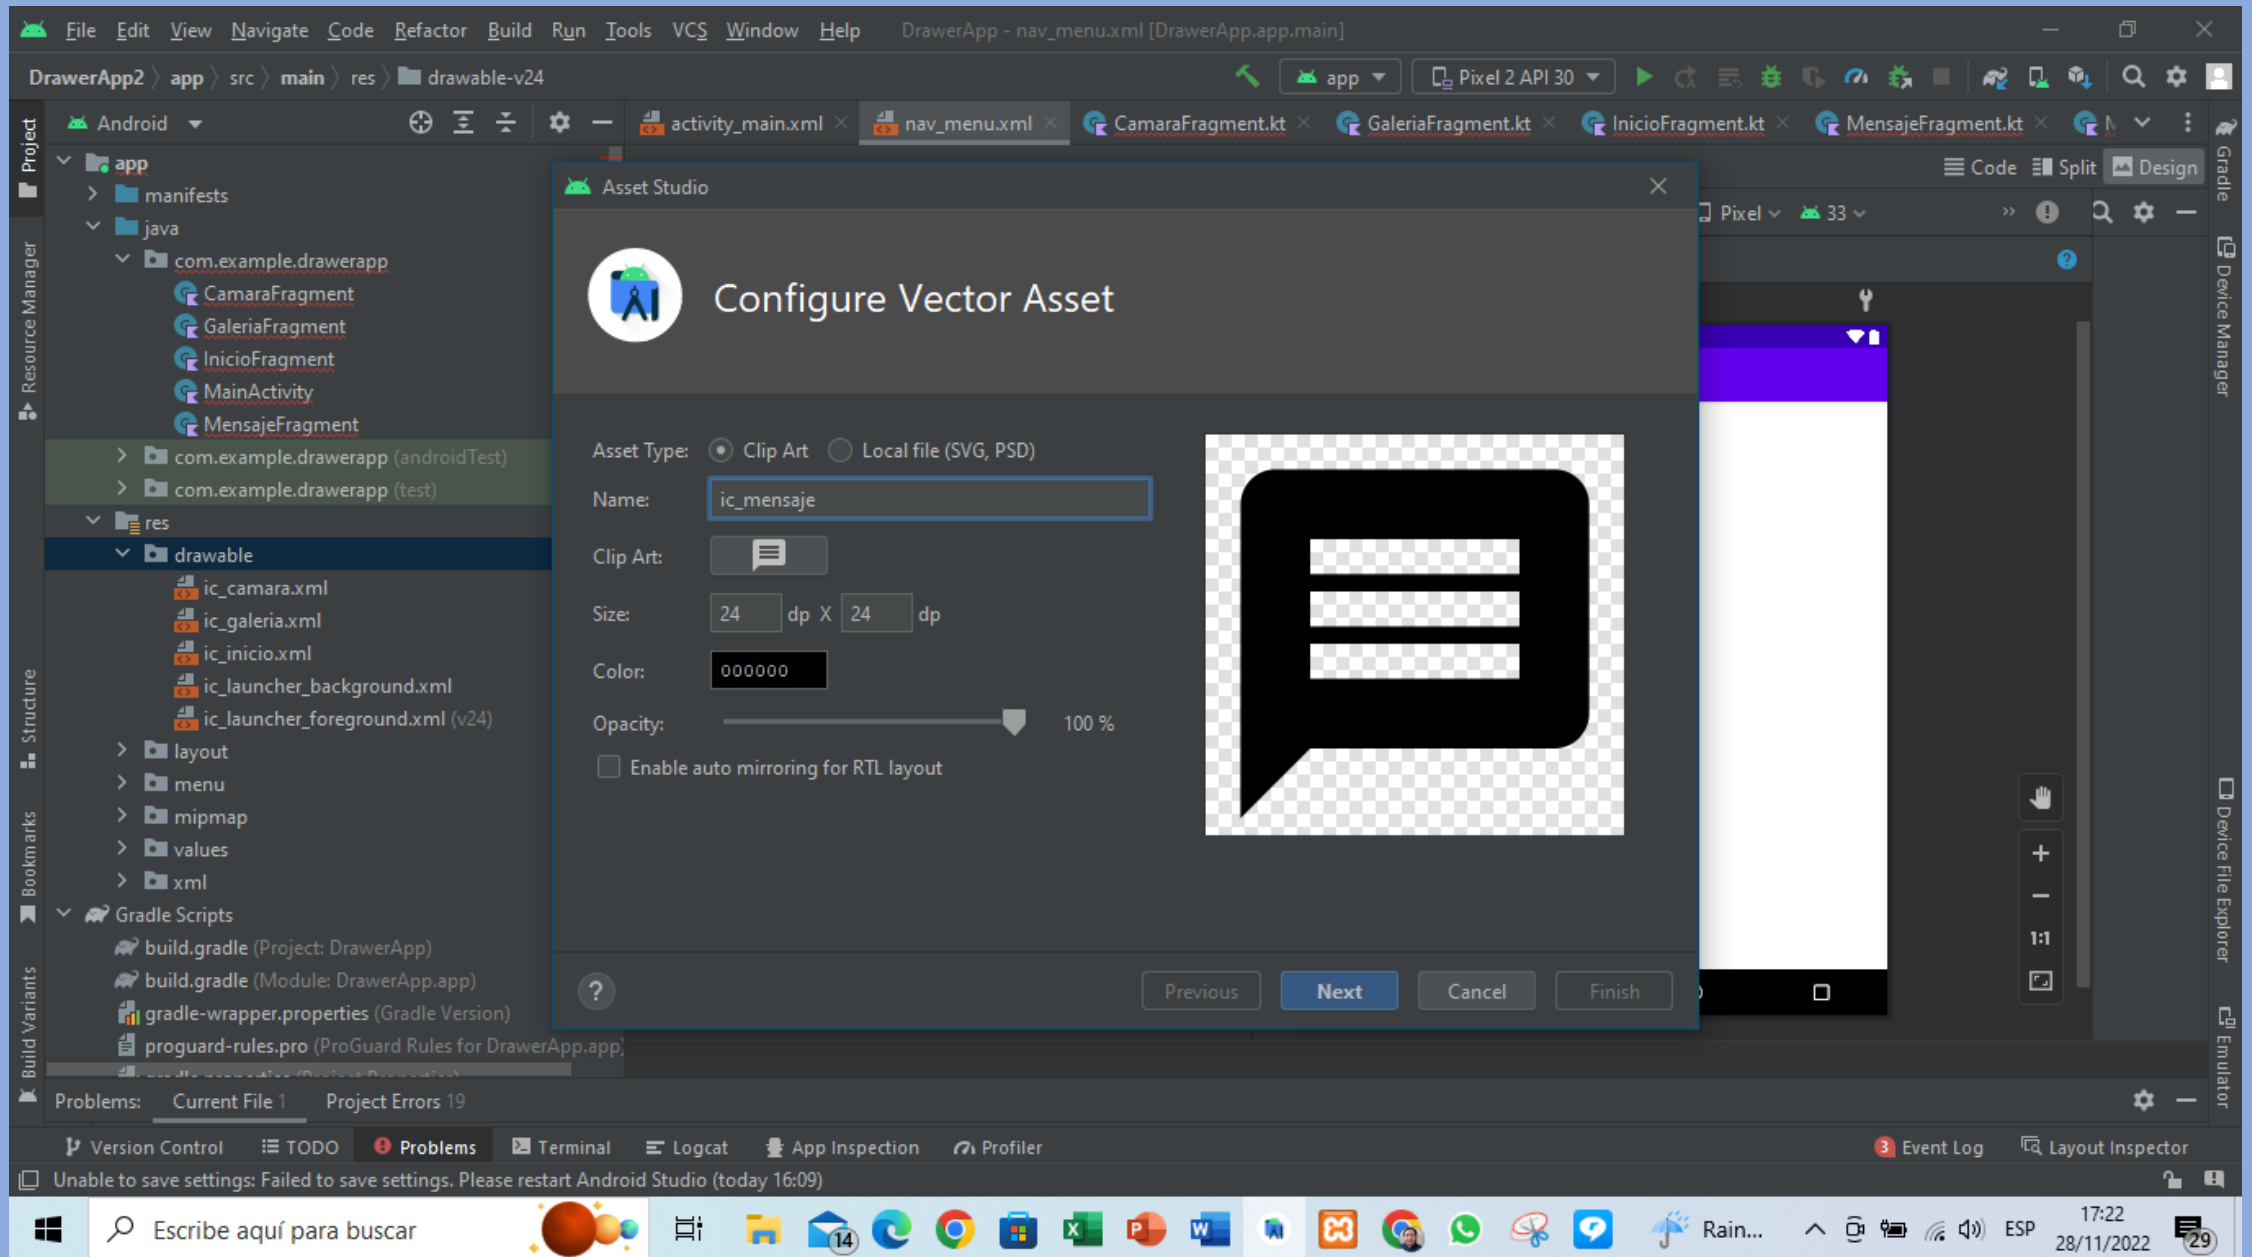 File Edit View Navigate Code Refactor Build Run Tools VCS Window Help DrawerApp - nav_menu.xml [DrawerApp.app.main]
DrawerApp2 app src main res drawable-v24 app Pixel 2 API 30
Android activity_main.xml nav_menu.xml CamaraFragment.kt GaleriaFragment.kt InicioFragment.kt MensajeFragment.kt
Code Split Design
Pixel 33
app
manifests
java
com.example.drawerapp
CamaraFragment
GaleriaFragment
InicioFragment
MainActivity
MensajeFragment
com.example.drawerapp (androidTest)
com.example.drawerapp (test)
res
drawable
ic_camara.xml
ic_galeria.xml
ic_inicio.xml
ic_launcher_background.xml
ic_launcher_foreground.xml (v24)
layout
menu
mipmap
values
xml
Gradle Scripts
build.gradle (Project: DrawerApp)
build.gradle (Module: DrawerApp.app)
gradle-wrapper.properties (Gradle Version)
proguard-rules.pro (ProGuard Rules for DrawerApp.app)
Project
Resource Manager
Structure
Bookmarks
Build Variants
Asset Studio
Configure Vector Asset
Asset Type: Clip Art Local file (SVG, PSD)
Name: ic_mensaje
Clip Art:
Size: 24 dp X 24 dp
Color: 000000
Opacity: 100 %
Enable auto mirroring for RTL layout
? Previous Next Cancel Finish
1:1
Gradle
Device Manager
Device File Explorer
Emulator
Problems: Current File 1 Project Errors 19
Version Control TODO Problems Terminal Logcat App Inspection Profiler 3 Event Log Layout Inspector
Unable to save settings: Failed to save settings. Please restart Android Studio (today 16:09)
Escribe aquí para buscar 14 Rain... ESP 17:22
28/11/2022 29